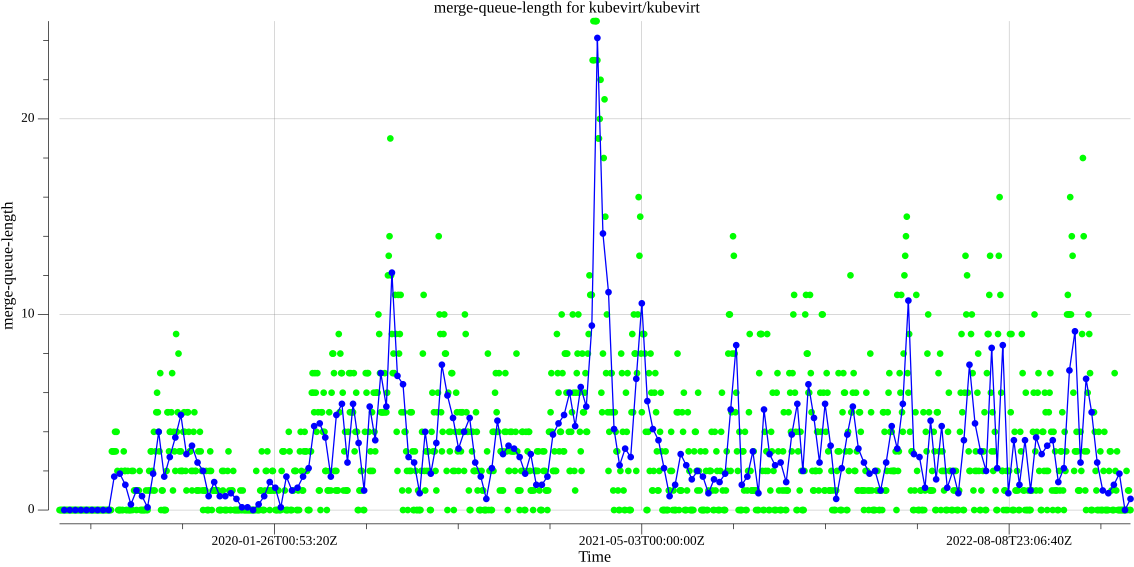 merge-queue-length for kubevirt/kubevirt
merge-queue-length
20
10
0
2020-01-26T00:53:20Z
2021-05-03T00:00:00Z
2022-08-08T23:06:40Z
Time